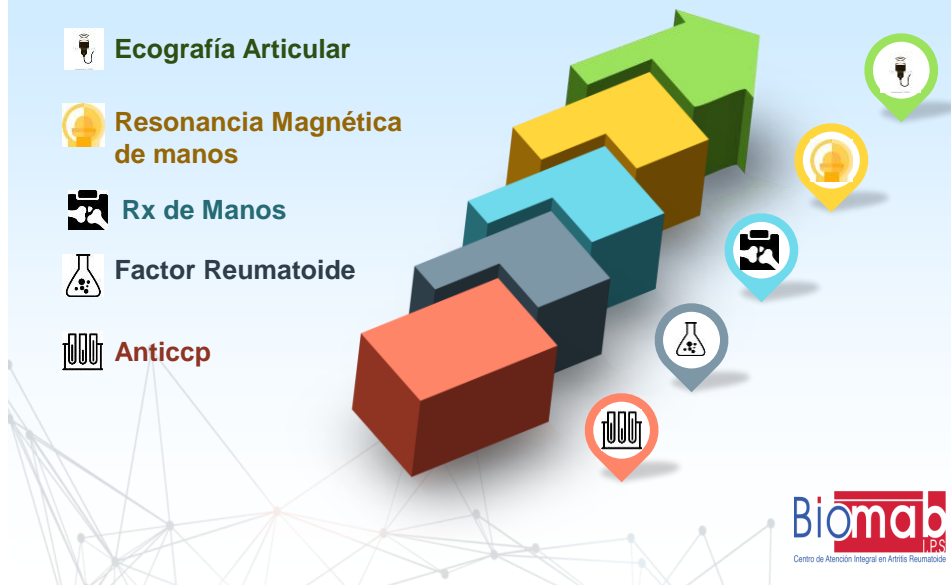 Ecografía Articular
Resonancia Magnética
de manos
Rx de Manos
Factor Reumatoide
Anticcp
Biomab
I.P.S
Centro de Atención Integral en Artritis Reumatoide